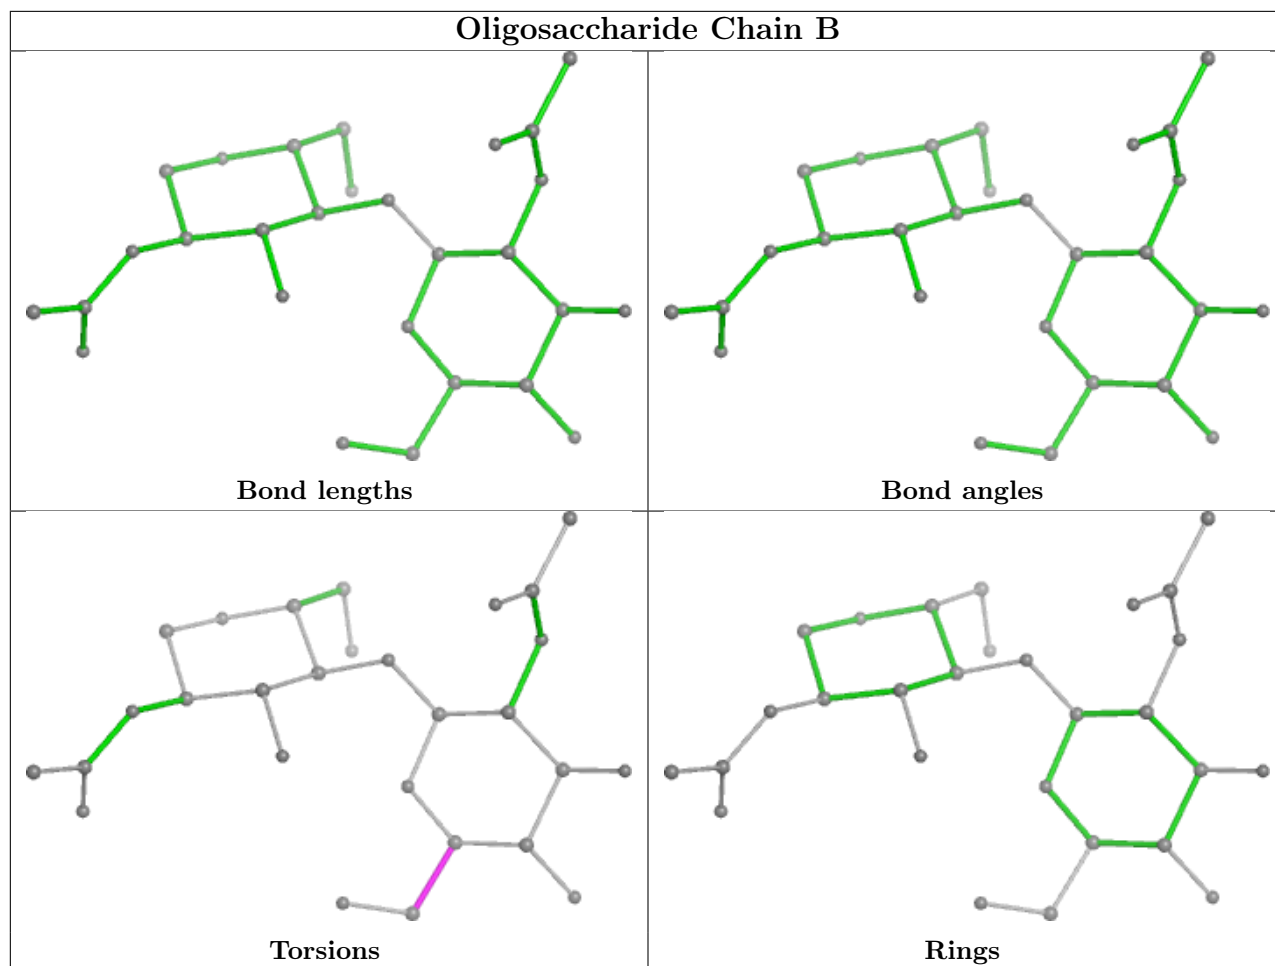 Oligosaccharide Chain B
Bond lengths
Bond angles
Torsions
Rings